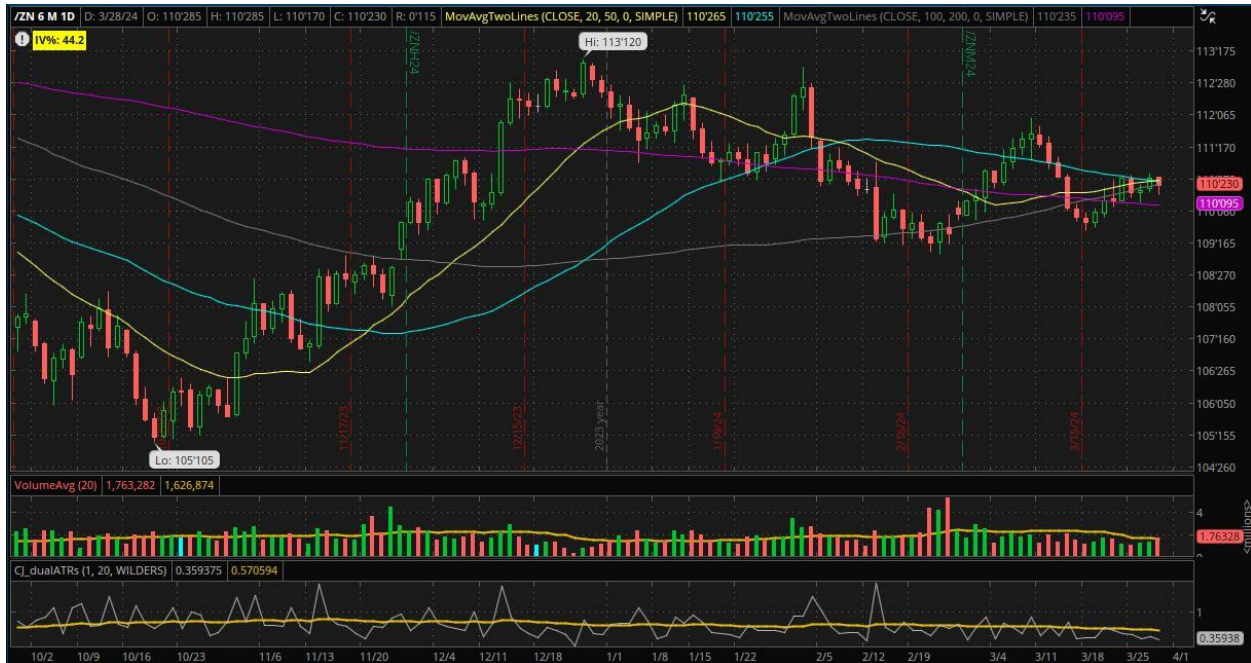 /ZN 6 M 1D D: 3/28/24 O: 110'285 H: 110'285 L: 110'170 C: 110'230 R: 0'115 MovAvgTwoLines (CLOSE, 20, 50, 0, SIMPLE) 110'265 110'255 MovAvgTwoLines (CLOSE, 100, 200, 0, SIMPLE) 110'235 110'095
IV%: 44.2
/ZNH24
Hi: 113'120
/ZNM24
113'175
112'280
112'065
111'170
110'230
110'095
110'060
109'165
108'270
108'055
107'160
106'265
106'050
105'155
104'260
11/17/23
12/15/23
2023 year
1/19/24
2/16/24
3/15/24
Lo: 105'105
VolumeAvg (20) 1,763,282 1,626,874
4
1.76328
<millions>
CJ_dualATRs (1, 20, WILDERS) 0.359375 0.570594
1
0.35938
10/2 10/9 10/16 10/23 11/6 11/13 11/20 12/4 12/11 12/18 1/1 1/8 1/15 1/22 2/5 2/12 2/19 3/4 3/11 3/18 3/25 4/1